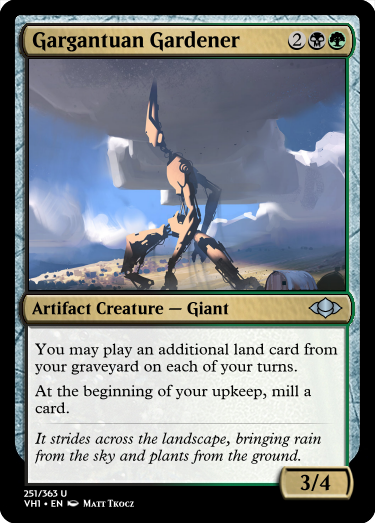 Gargantuan Gardener 2
Artifact Creature — Giant
You may play an additional land card from
your graveyard on each of your turns.
At the beginning of your upkeep, mill a
card.
It strides across the landscape, bringing rain
from the sky and plants from the ground.
3/4
251/363 U
VH1 • EN Matt Tkocz